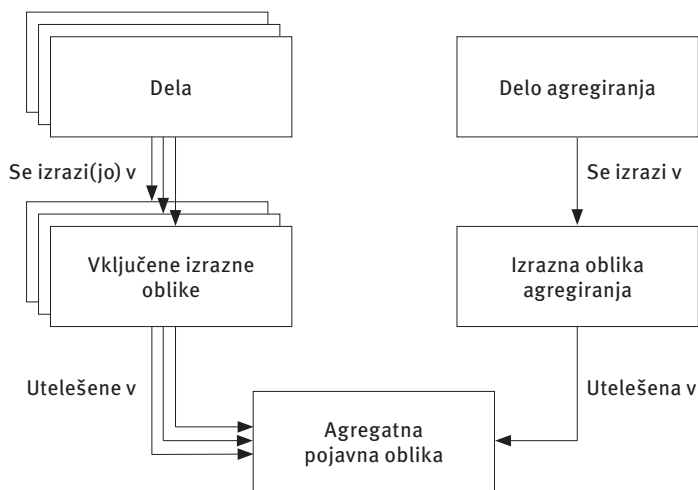 Dela
Delo agregiranja
Se izrazi(jo) v
Se izrazi v
Vključene izrazne
oblike
Izrazna oblika
agregiranja
Utelešene v
Utelešena v
Agregatna
pojavna oblika